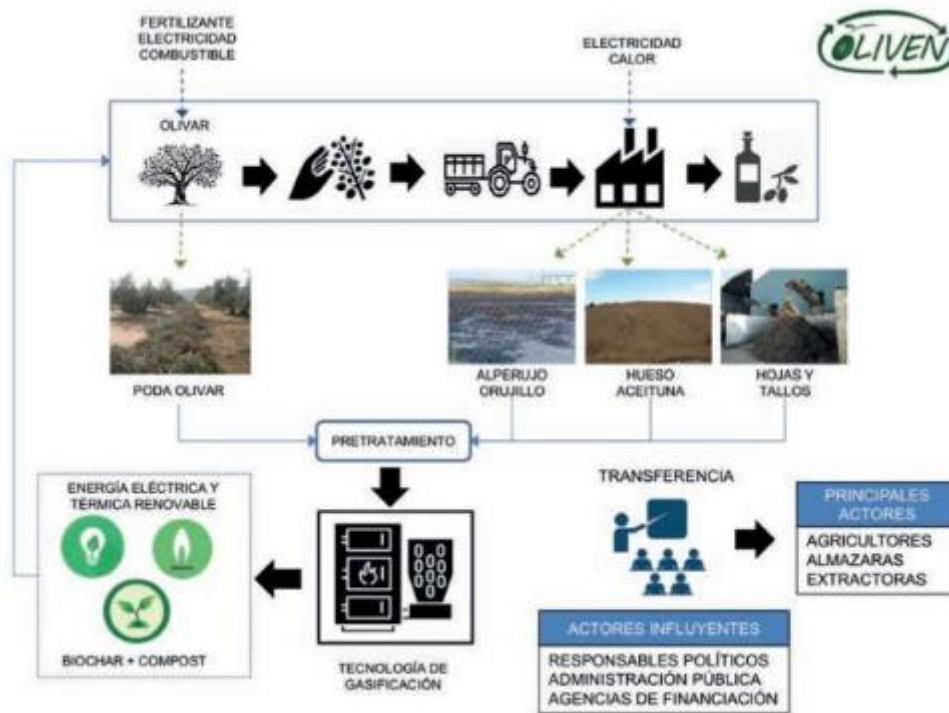 FERTILIZANTE
ELECTRICIDAD
COMBUSTIBLE
ELECTRICIDAD
CALOR
OLIVEN
OLIVAR
PODA OLIVAR
ALPERUJO
ORUJILLO
HUESO
ACEITUNA
HOJAS Y
TALLOS
PRETRATAMIENTO
ENERGÍA ELÉCTRICA Y
TÉRMICA RENOVABLE
BIOCHAR + COMPOST
TECNOLOGÍA DE
GASIFICACIÓN
TRANSFERENCIA
PRINCIPALES
ACTORES
AGRICULTORES
ALMAZARAS
EXTRACTORAS
ACTORES INFLUYENTES
RESPONSABLES POLÍTICOS
ADMINISTRACIÓN PÚBLICA
AGENCIAS DE FINANCIACIÓN